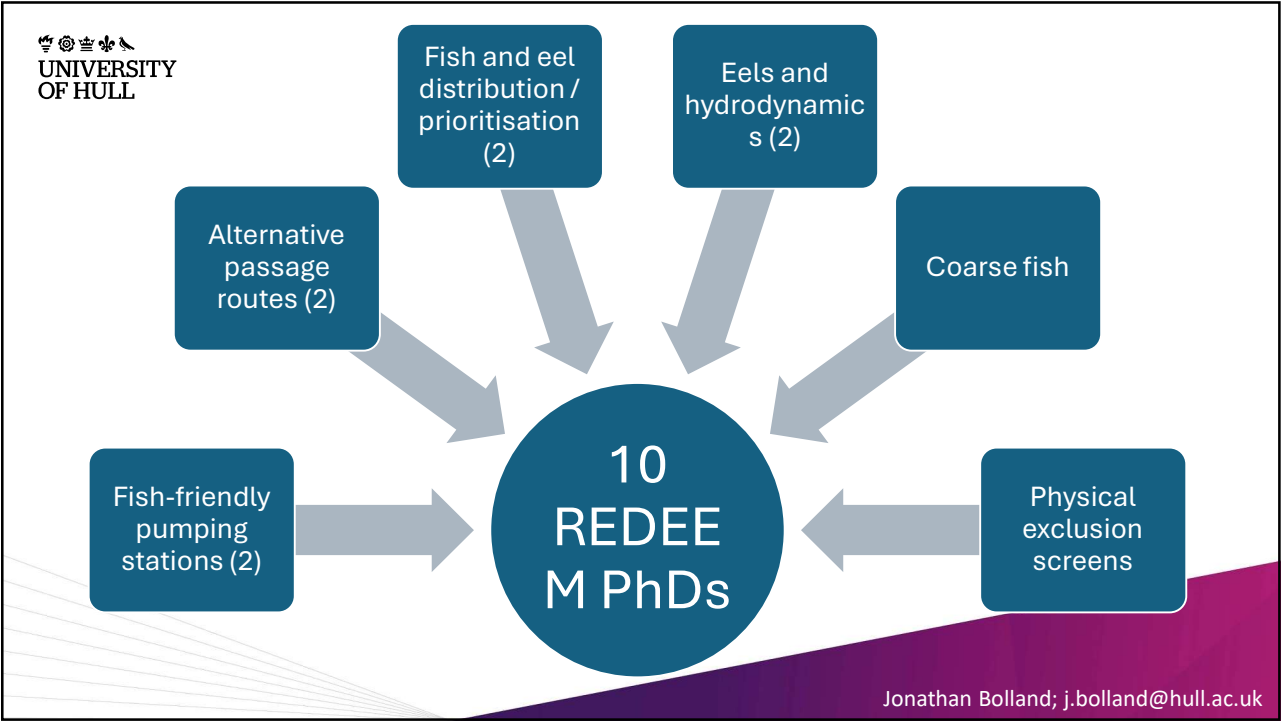 UNIVERSITY
OF HULL
Fish and eel
distribution /
prioritisation
(2)
Eels and
hydrodynamic
s (2)
Alternative
passage
routes (2)
Coarse fish
Fish-friendly
pumping
stations (2)
10
REDEE
M PhDs
Physical
exclusion
screens
Jonathan Bolland; j.bolland@hull.ac.uk